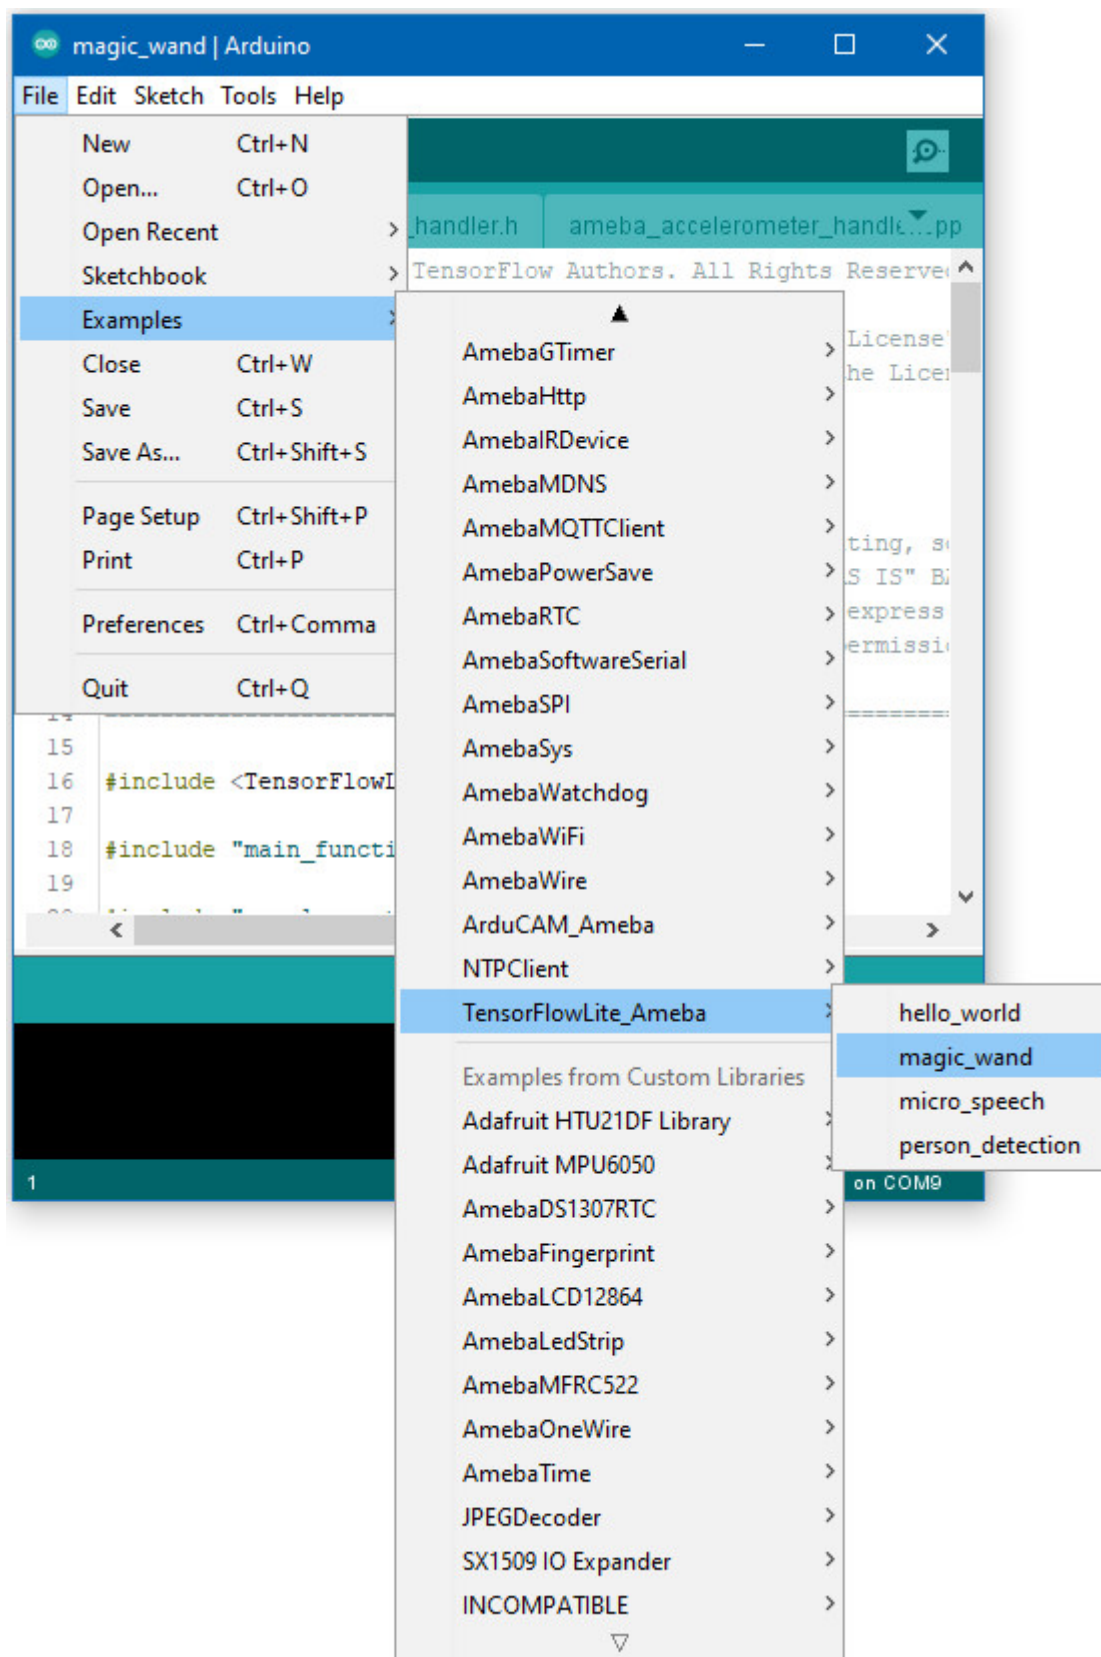 magic_wand | Arduino
File Edit Sketch Tools Help
New Ctrl+N
Open... Ctrl+O
Open Recent
Sketchbook
Examples
Close Ctrl+W
Save Ctrl+S
Save As... Ctrl+Shift+S
Page Setup Ctrl+Shift+P
Print Ctrl+P
Preferences Ctrl+Comma
Quit Ctrl+Q
_handler.h ameba_accelerometer_handle
TensorFlow Authors. All Rights Reserve
License"
he Licen
ting, s
S IS" B
express
ermissi
=========
14
15
16 #include <TensorFlowL
17
18 #include "main_functi
19
AmebaGTimer
AmebaHttp
AmebaIRDevice
AmebaMDNS
AmebaMQTTClient
AmebaPowerSave
AmebaRTC
AmebaSoftwareSerial
AmebaSPI
AmebaSys
AmebaWatchdog
AmebaWiFi
AmebaWire
ArduCAM_Ameba
NTPClient
TensorFlowLite_Ameba
Examples from Custom Libraries
Adafruit HTU21DF Library
Adafruit MPU6050
AmebaDS1307RTC
AmebaFingerprint
AmebaLCD12864
AmebaLedStrip
AmebaMFRC522
AmebaOneWire
AmebaTime
JPEGDecoder
SX1509 IO Expander
INCOMPATIBLE
hello_world
magic_wand
micro_speech
person_detection
1 on COM9